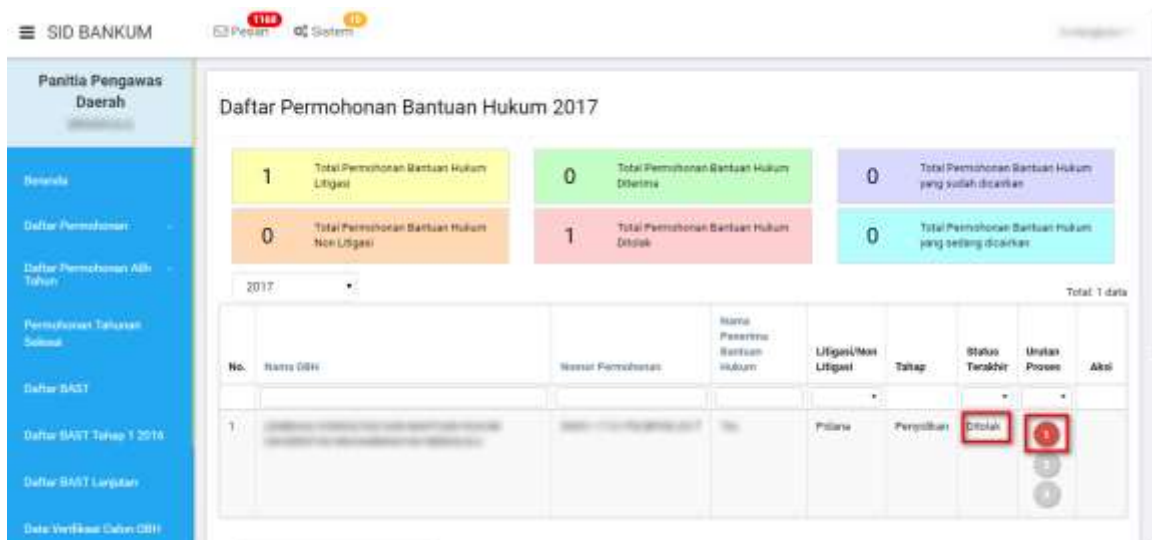 SID BANKUM
Pesan
1168
Sistem
10
Panitia Pengawas
Daerah
Beranda
Daftar Permohonan
Daftar Permohonan Alih
Tahun
Permohonan Tahunan
Selesai
Daftar BAST
Daftar BAST Tahap 1 2016
Daftar BAST Lanjutan
Data Verifikasi Calon OBH
Daftar Permohonan Bantuan Hukum 2017
1
Total Permohonan Bantuan Hukum
Litigasi
0
Total Permohonan Bantuan Hukum
Diterima
0
Total Permohonan Bantuan Hukum
yang sudah dicairkan
0
Total Permohonan Bantuan Hukum
Non Litigasi
1
Total Permohonan Bantuan Hukum
Ditolak
0
Total Permohonan Bantuan Hukum
yang sedang dicairkan
2017
Total: 1 data
No.
Nama OBH
Nomor Permohonan
Nama
Penerima
Bantuan
Hukum
Litigasi/Non
Litigasi
Tahap
Status
Terakhir
Urutan
Proses
Aksi
1
Pidana
Penyidikan
Ditolak
1
2
3